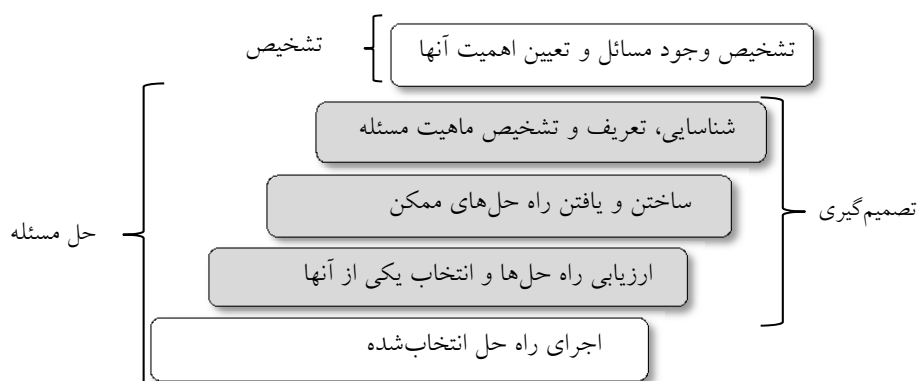 تشخیص وجود مسائل و تعیین اهمیت آنها
تشخیص
شناسایی، تعریف و تشخیص ماهیت مسئله
ساختن و یافتن راه حل‌های ممکن
تصمیم‌گیری
حل مسئله
ارزیابی راه حل‌ها و انتخاب یکی از آنها
اجرای راه حل انتخاب‌شده